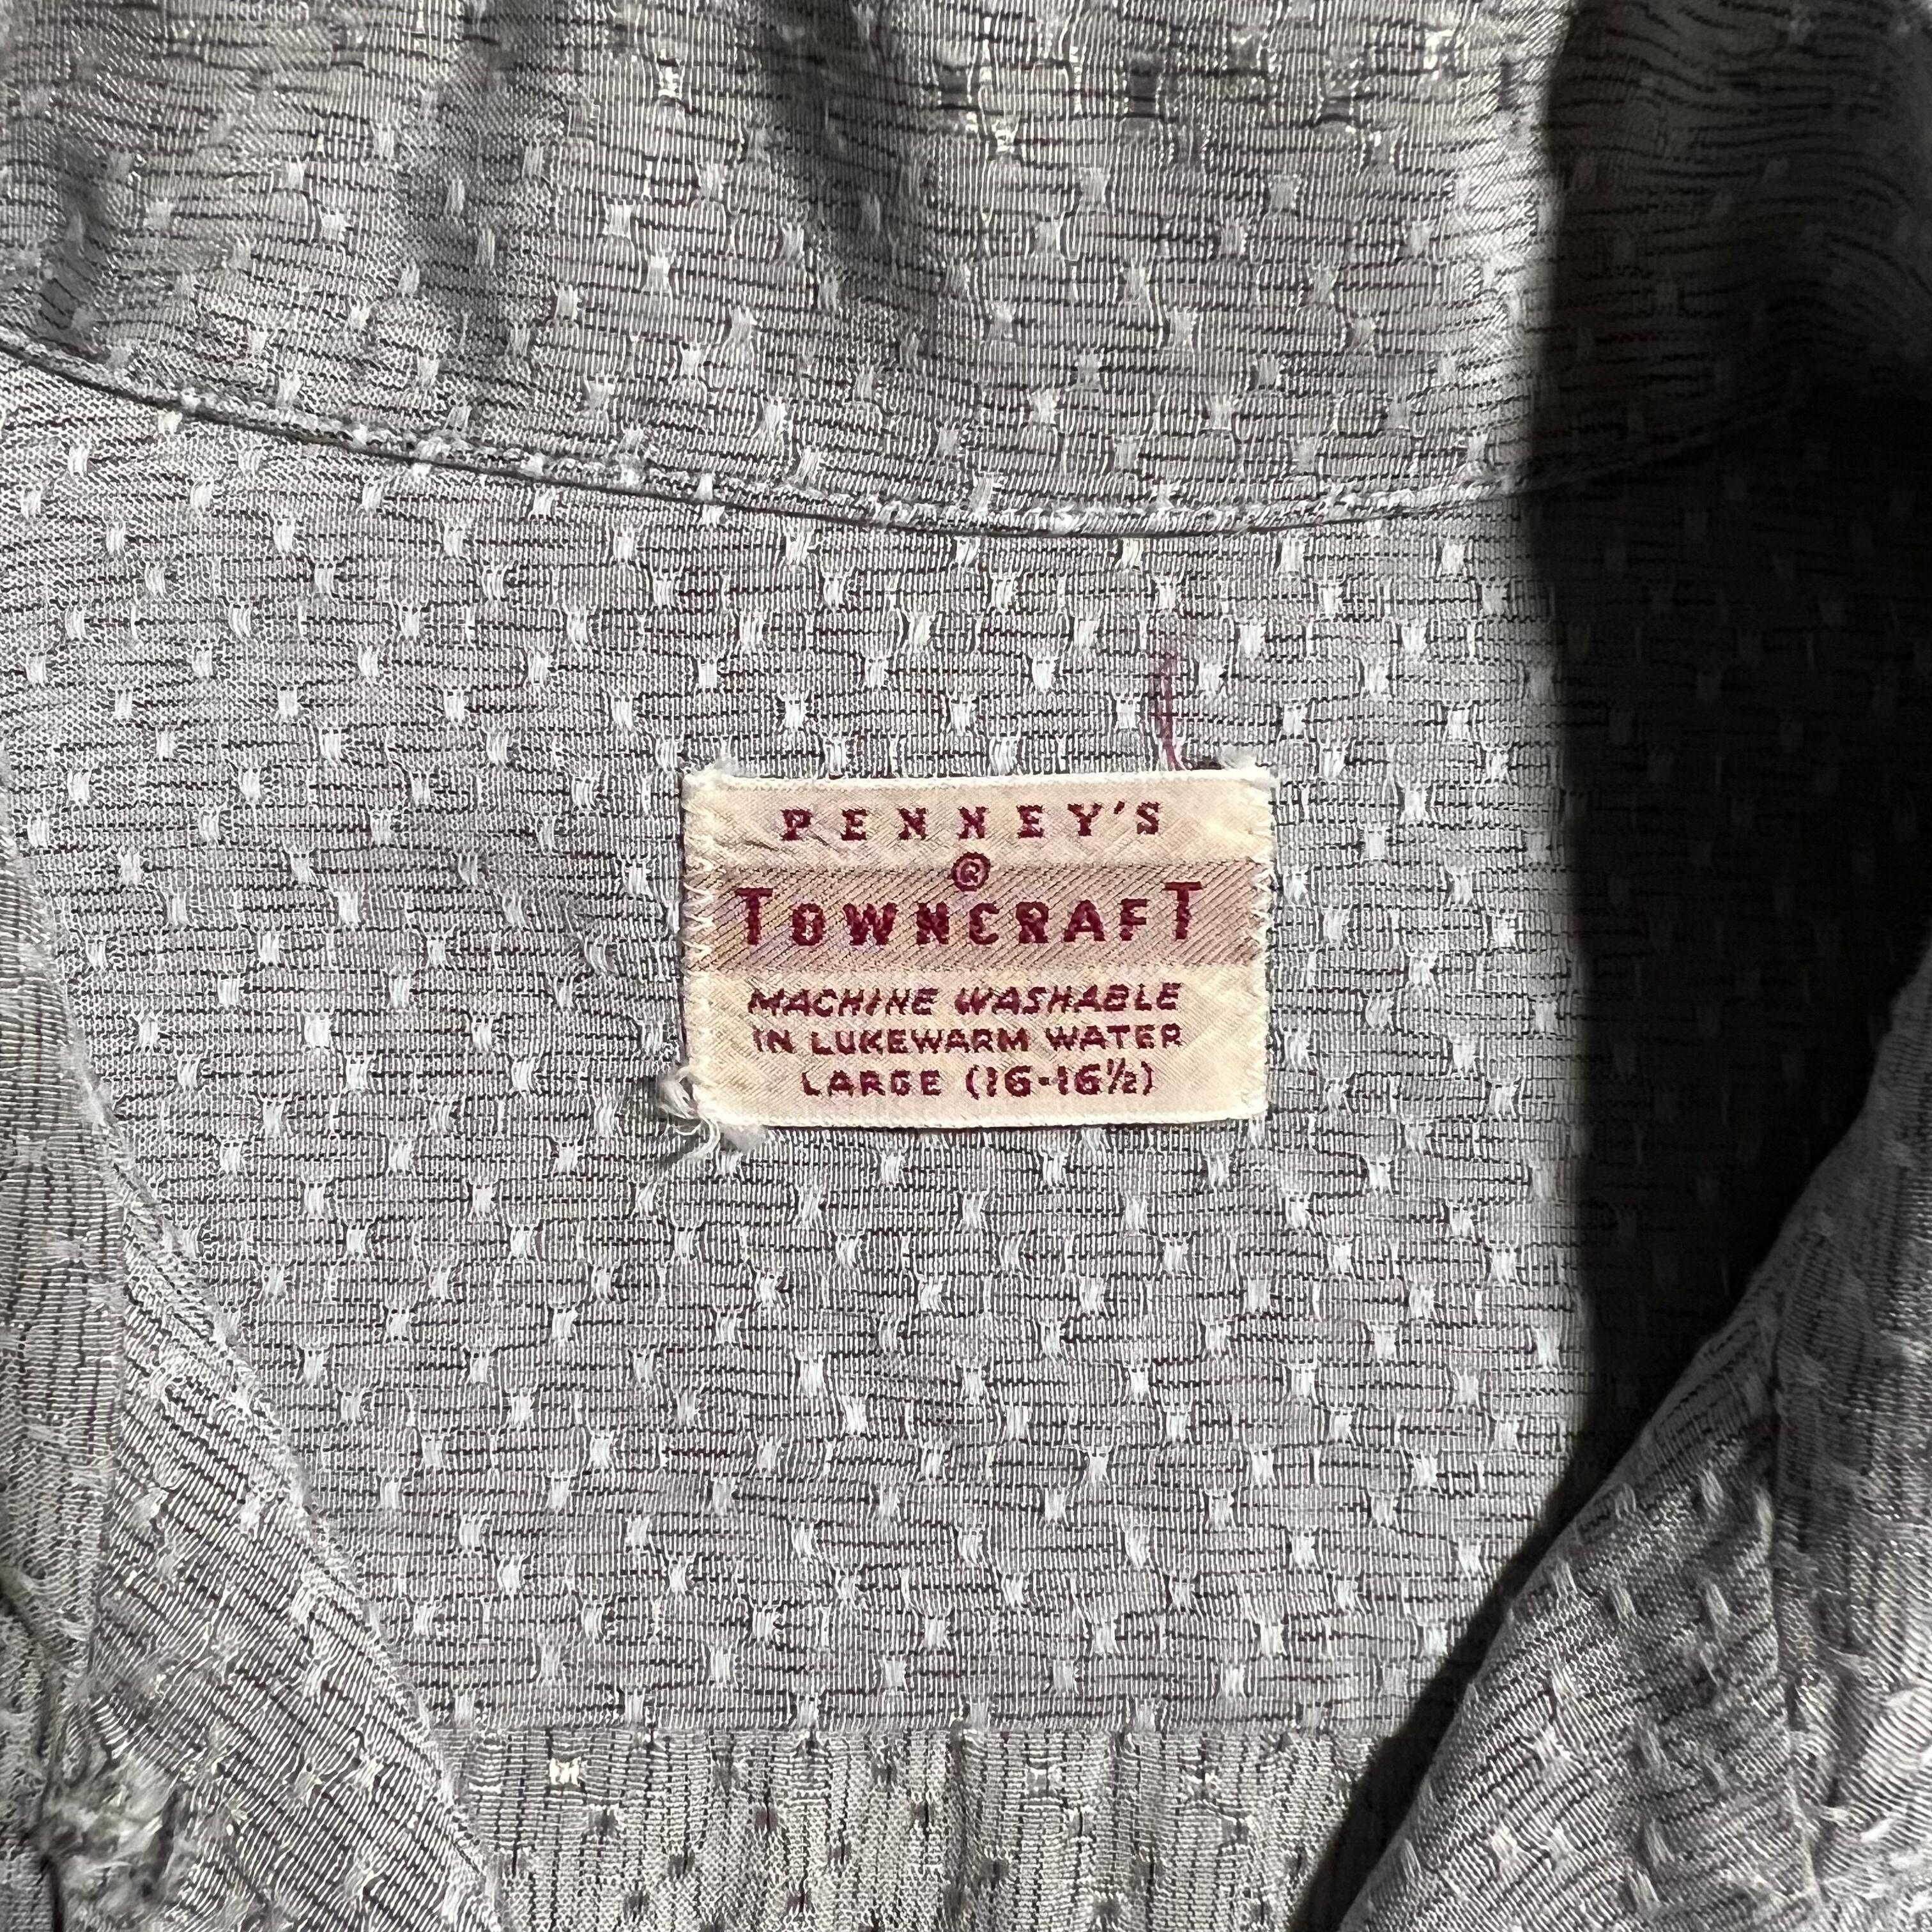 PENNEY'S
®
TOWNCRAFT
MACHINE WASHABLE
IN LUKEWARM WATER
LARGE (16-16½)